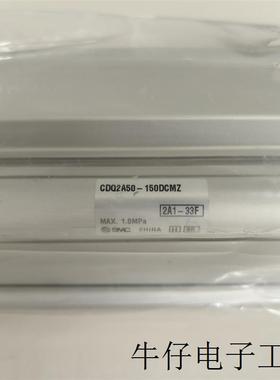 CDQ2A50-150DCMZ
2A1-33F
MAX. 1.0MPa
SMC CHINA
牛仔电子工